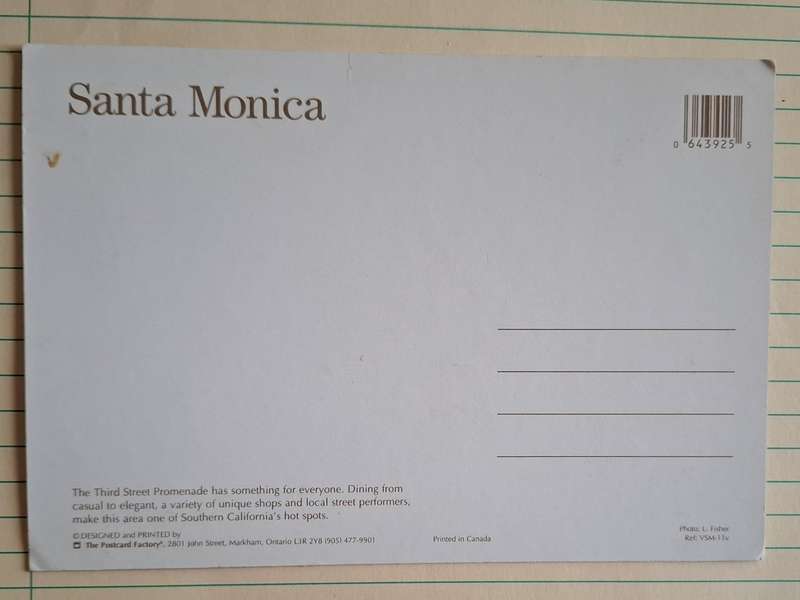 Santa Monica
0 643925 5
The Third Street Promenade has something for everyone. Dining from
casual to elegant, a variety of unique shops and local street performers,
make this area one of Southern California's hot spots.
© DESIGNED and PRINTED by
The Postcard Factory®, 2801 John Street, Markham, Ontario L3R 2Y8 (905) 477-9901
Printed in Canada
Photo: L. Fisher
Ref: VSM-11v